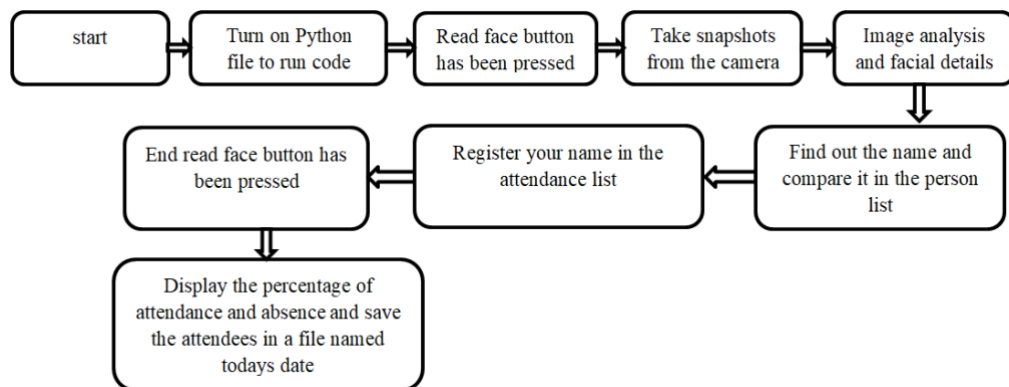 start
Turn on Python
file to run code
Read face button
has been pressed
Take snapshots
from the camera
Image analysis
and facial details
Find out the name and
compare it in the person
list
Register your name in the
attendance list
End read face button has
been pressed
Display the percentage of
attendance and absence and save
the attendees in a file named
todays date